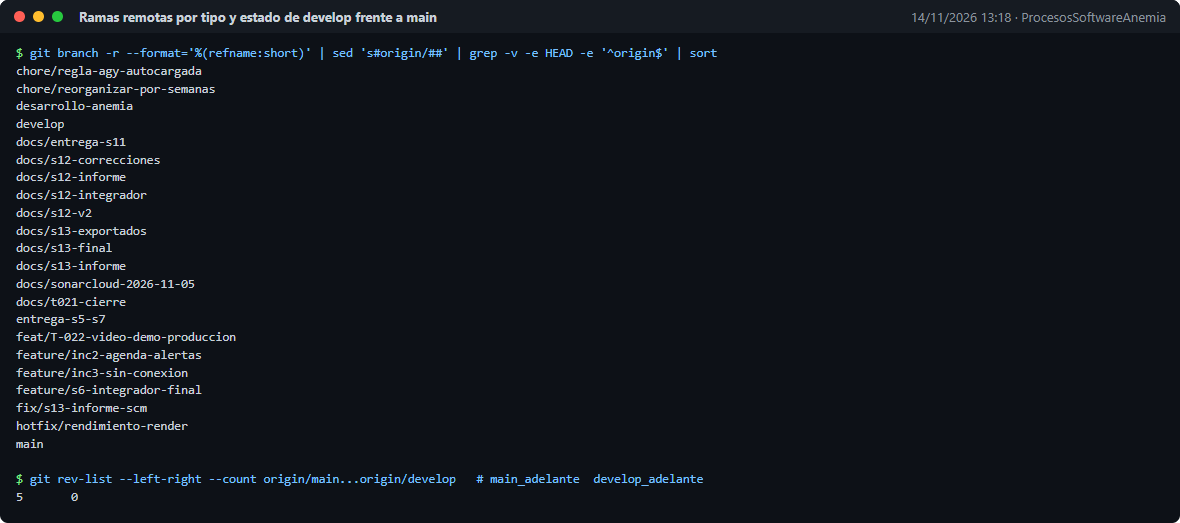 Ramas remotas por tipo y estado de develop frente a main
14/11/2026 13:18 · ProcesosSoftwareAnemia
$ git branch -r --format='%(refname:short)' | sed 's#origin/##' | grep -v -e HEAD -e '^origin$' | sort
chore/regla-agy-autocargada
chore/reorganizar-por-semanas
desarrollo-anemia
develop
docs/entrega-s11
docs/s12-correcciones
docs/s12-informe
docs/s12-integrador
docs/s12-v2
docs/s13-exportados
docs/s13-final
docs/s13-informe
docs/sonarcloud-2026-11-05
docs/t021-cierre
entrega-s5-s7
feat/T-022-video-demo-produccion
feature/inc2-agenda-alertas
feature/inc3-sin-conexion
feature/s6-integrador-final
fix/s13-informe-scm
hotfix/rendimiento-render
main
$ git rev-list --left-right --count origin/main...origin/develop   # main_adelante  develop_adelante
5       0